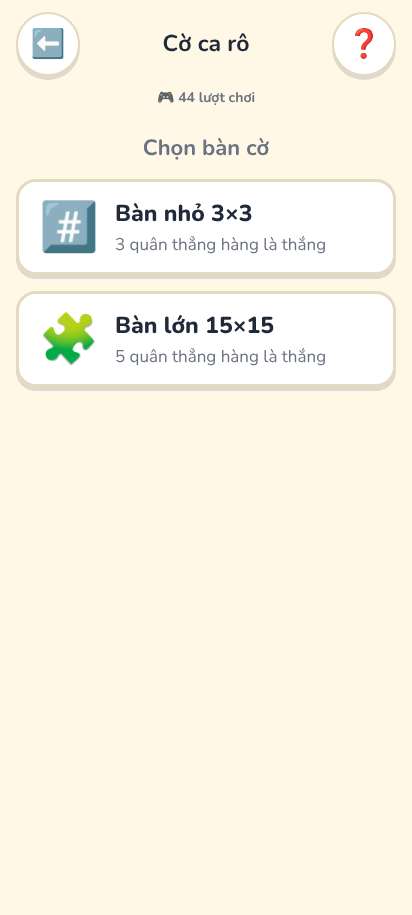 Cờ ca rô
🎮 44 lượt chơi
Chọn bàn cờ
Bàn nhỏ 3×3
3 quân thẳng hàng là thắng
Bàn lớn 15×15
5 quân thẳng hàng là thắng